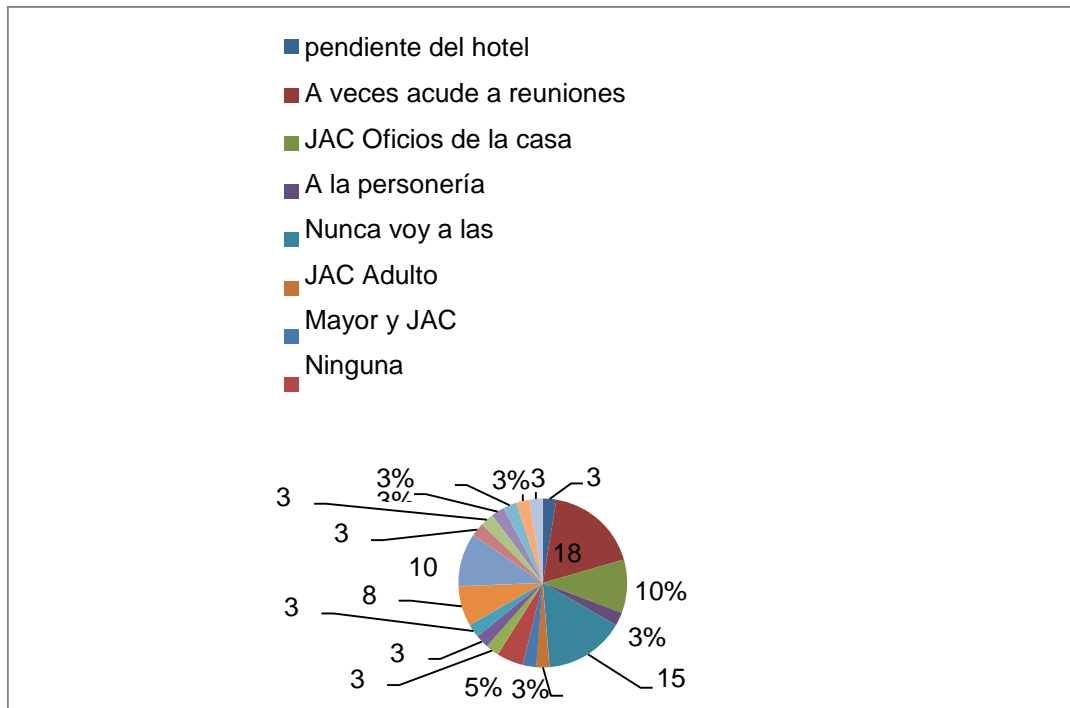 pendiente del hotel
A veces acude a reuniones
JAC Oficios de la casa
A la personería
Nunca voy a las
JAC Adulto
Mayor y JAC
Ninguna
3%
3%
3
3
3
3%
3
18
10
10%
8
3
3%
3
3
5%
3%
15